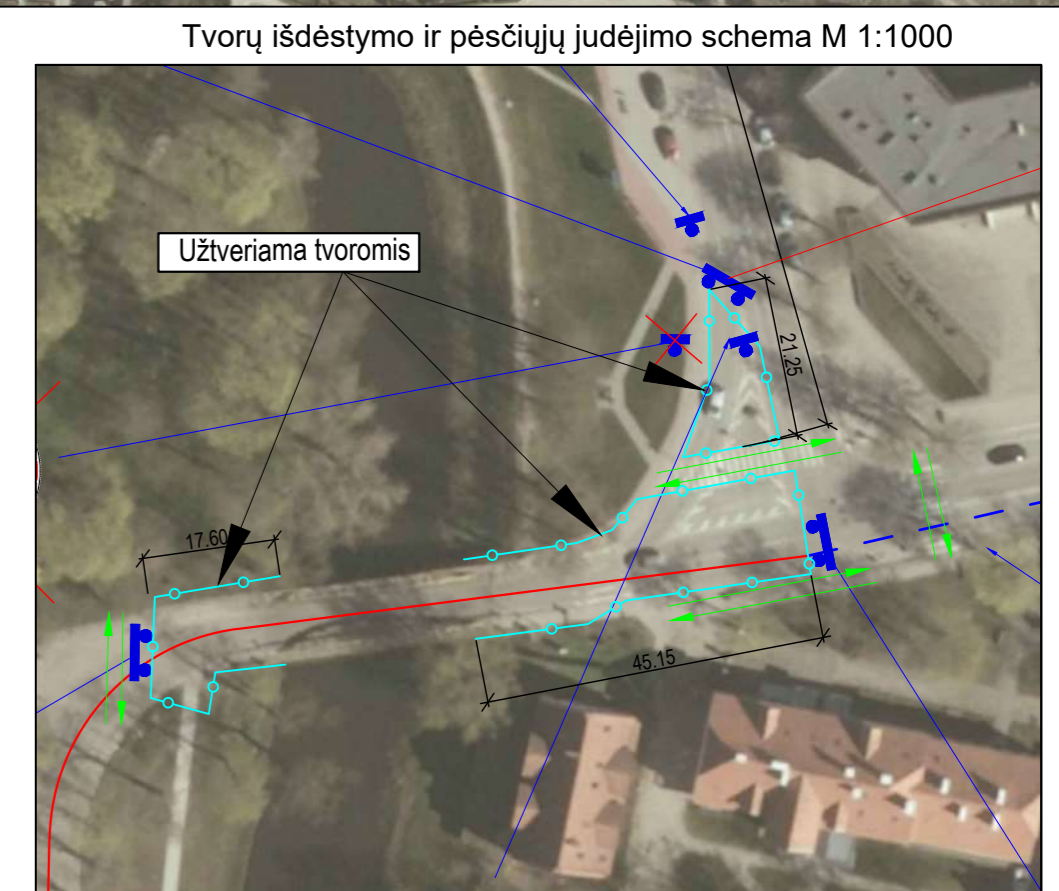 Tvorų išdėstymo ir pėsčiųjų judėjimo schema M 1:1000
Užtveriama tvoromis
21.25
17.60
45.15